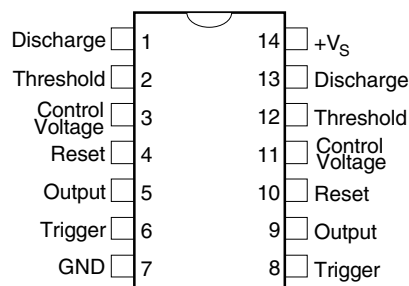 Discharge 1 14 +VS
Threshold 2 13 Discharge
Control
Voltage 3 12 Threshold
Reset 4 11 Control
Voltage
Output 5 10 Reset
Trigger 6 9 Output
GND 7 8 Trigger